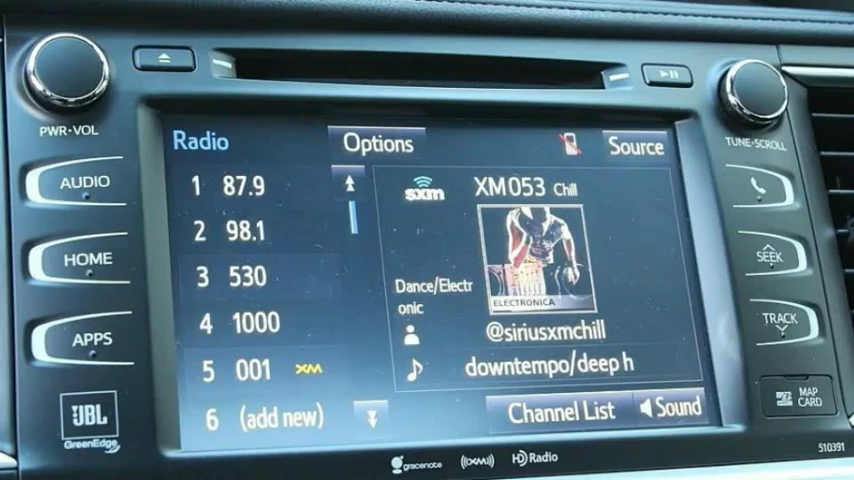 PWR•VOL
AUDIO
HOME
APPS
JBL
GreenEdge
Radio
Options
Source
1 87.9
2 98.1
3 530
4 1000
5 001 XM
6 (add new)
sxm
XM053 Chill
ELECTRONICA
Dance/Electr
onic
@siriusxmchill
downtempo/deep h
Channel List
Sound
TUNE•SCROLL
SEEK
TRACK
MAP
CARD
510391
gracenote
((XM))
HD Radio